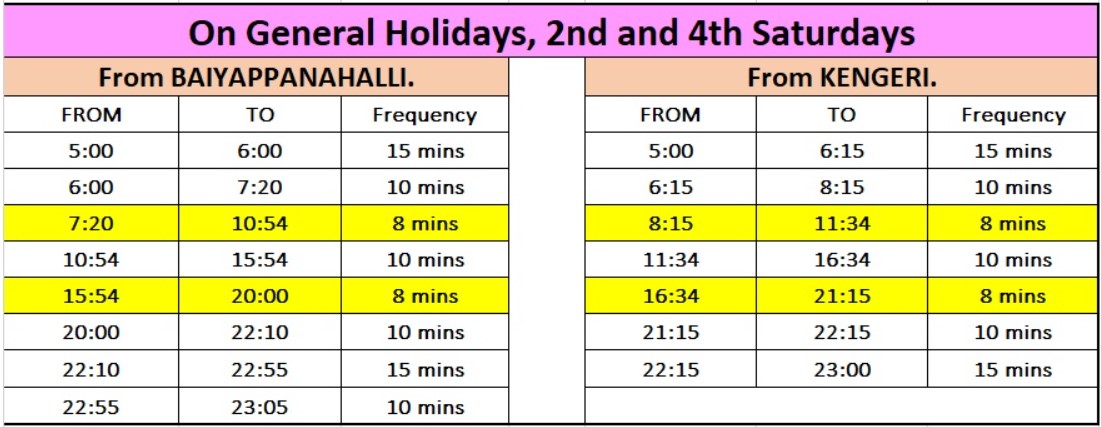 On General Holidays, 2nd and 4th Saturdays
From BAIYAPPANAHALLI. From KENGERI.
FROM TO Frequency FROM TO Frequency
5:00 6:00 15 mins 5:00 6:15 15 mins
6:00 7:20 10 mins 6:15 8:15 10 mins
7:20 10:54 8 mins 8:15 11:34 8 mins
10:54 15:54 10 mins 11:34 16:34 10 mins
15:54 20:00 8 mins 16:34 21:15 8 mins
20:00 22:10 10 mins 21:15 22:15 10 mins
22:10 22:55 15 mins 22:15 23:00 15 mins
22:55 23:05 10 mins